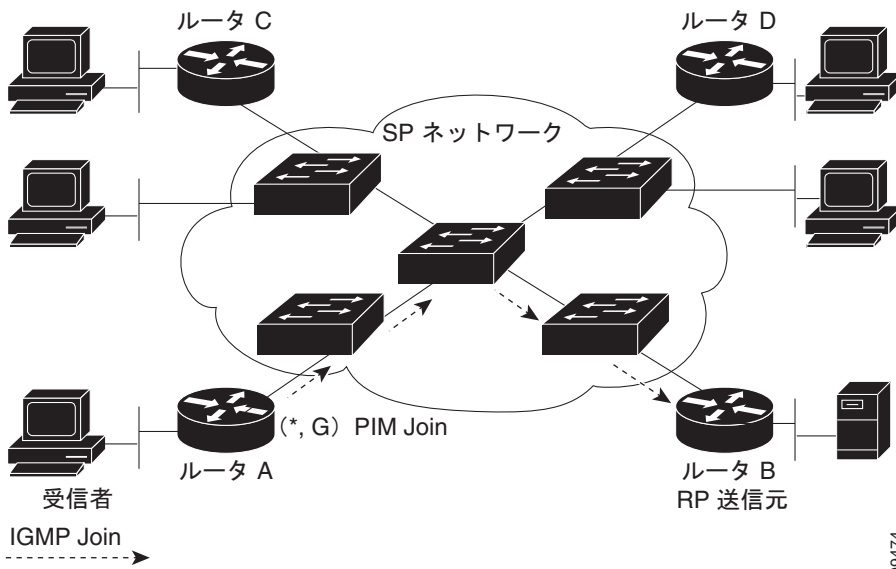 ルータ C
ルータ D
SP ネットワーク
(*, G) PIM Join
ルータ A
ルータ B
受信者
RP 送信元
IGMP Join